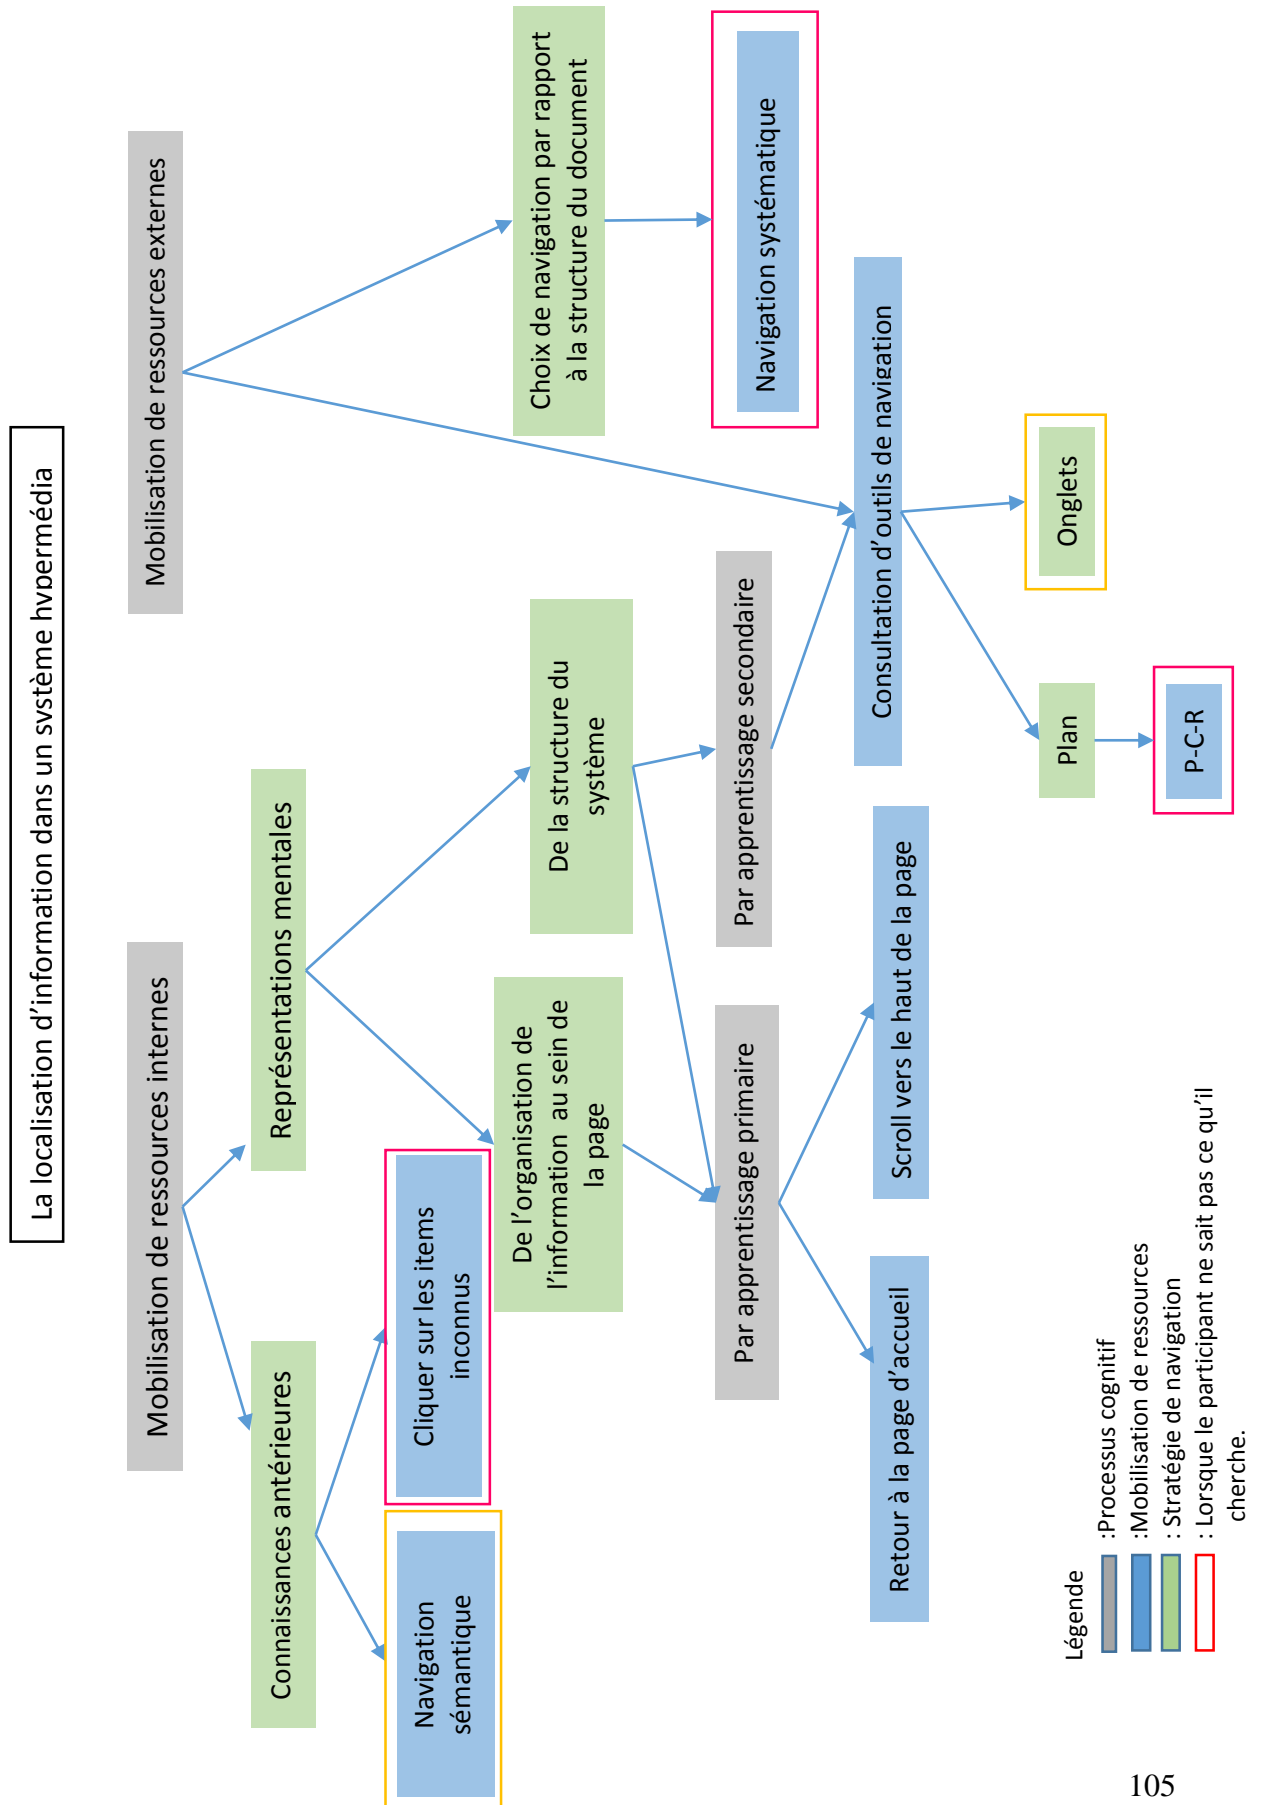 La localisation d'information dans un système hypermédia
Mobilisation de ressources internes
Mobilisation de ressources externes
Connaissances antérieures
Représentations mentales
Navigation
sémantique
Cliquer sur les items
inconnus
De l'organisation de
l'information au sein de
la page
De la structure du
système
Choix de navigation par rapport
à la structure du document
Par apprentissage primaire
Par apprentissage secondaire
Navigation systématique
Retour à la page d'accueil
Scroll vers le haut de la page
Consultation d'outils de navigation
Plan
Onglets
P-C-R
Légende
:Processus cognitif
:Mobilisation de ressources
: Stratégie de navigation
: Lorsque le participant ne sait pas ce qu'il
cherche.
105